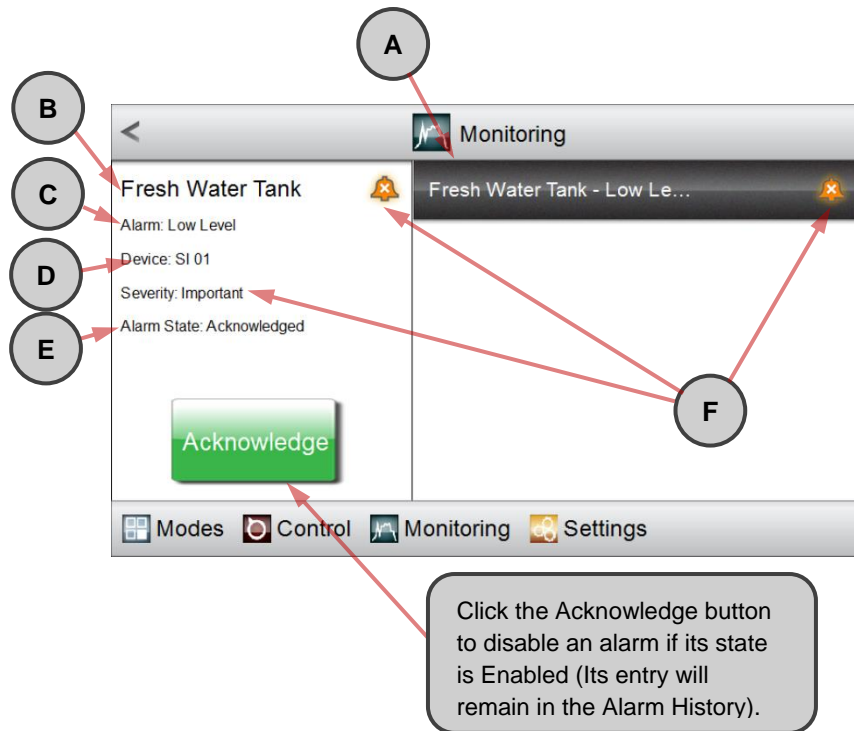 A
B
< Monitoring
Fresh Water Tank
Fresh Water Tank - Low Le...
C
Alarm: Low Level
D
Device: SI 01
Severity: Important
E
Alarm State: Acknowledged
F
Acknowledge
Modes Control Monitoring Settings
Click the Acknowledge button
to disable an alarm if its state
is Enabled (Its entry will
remain in the Alarm History).